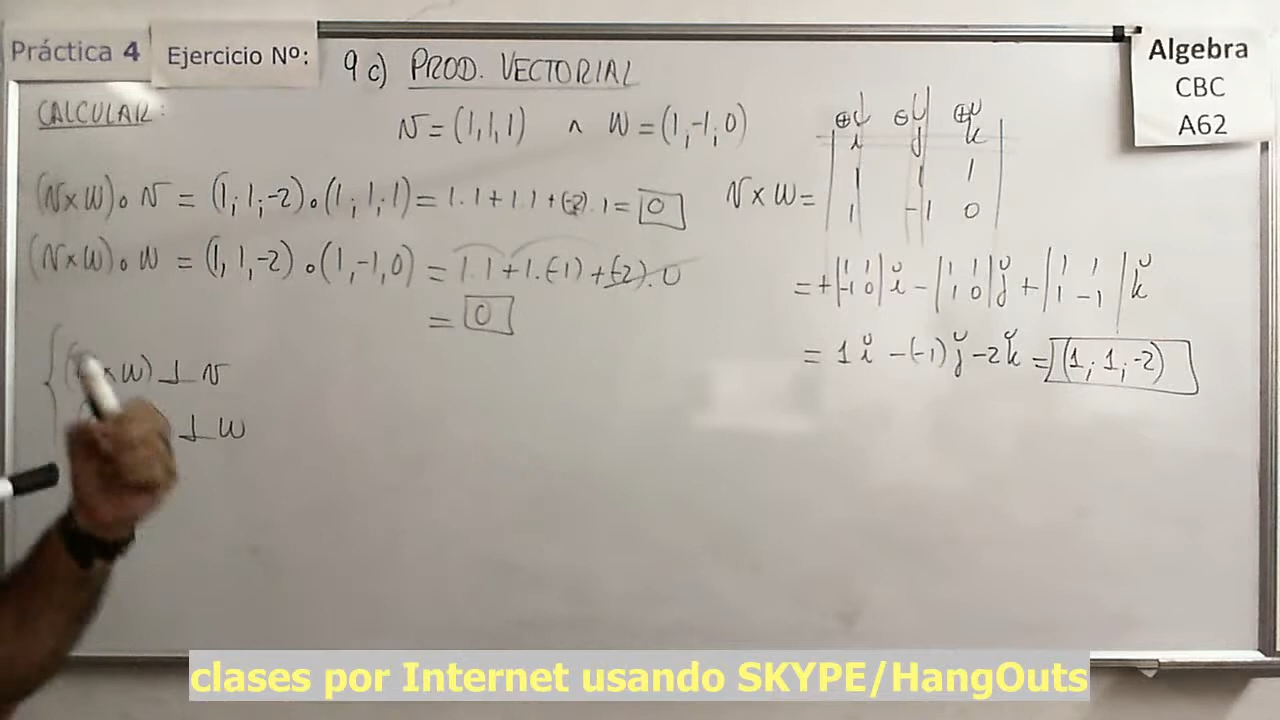 Práctica 4
Ejercicio Nº:
9 c) PROD. VECTORIAL
Algebra
CBC
A62
CALCULAR:
v = (1,1,1) ∧ w = (1,-1,0)
(v×w)∘v = (1,1,-2)∘(1,1,1) = 1.1+1.1+(-2).1 = 0
(v×w)∘w = (1,1,-2)∘(1,-1,0) = 1.1+1.(-1)+(-2).0
= 0
×w) ⊥ v
⊥ w
⊕ ⊖ ⊕
i j k
v×w = | 1 1 1 |
| 1 -1 0 |
= +|1 1; -1 0| i - |1 1; 1 0| j + |1 1; 1 -1| k
= 1i -(-1)j -2k = (1,1,-2)
clases por Internet usando SKYPE/HangOuts